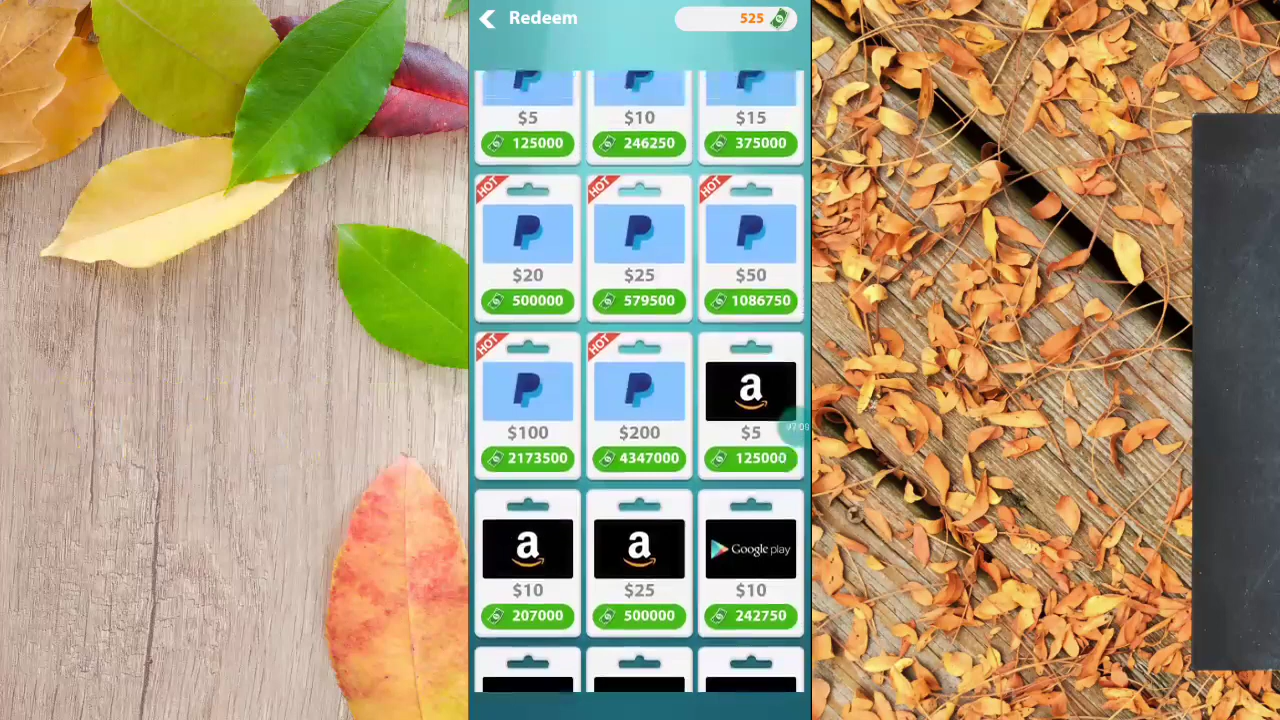 Redeem
525
$5 $10 $15
125000 246250 375000
HOT HOT HOT
$20 $25 $50
500000 579500 1086750
HOT HOT
$100 $200 $5
2173500 4347000 125000
Google play
$10 $25 $10
207000 500000 242750